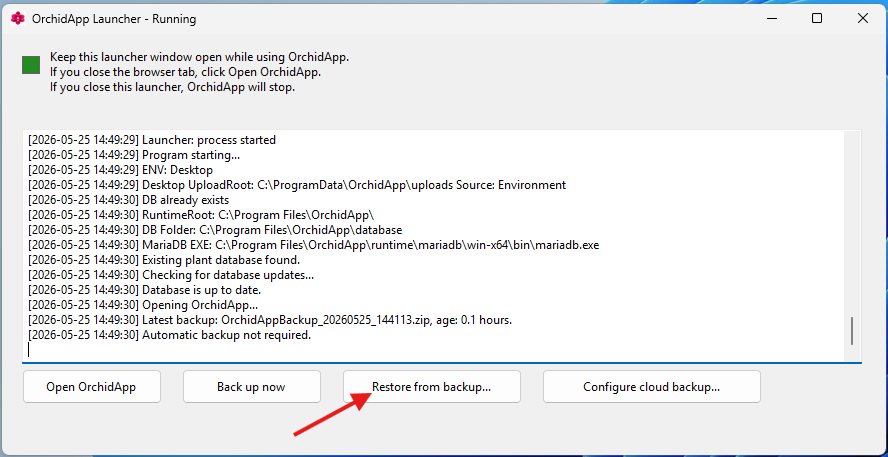 OrchidApp Launcher - Running
Keep this launcher window open while using OrchidApp.
If you close the browser tab, click Open OrchidApp.
If you close this launcher, OrchidApp will stop.
[2026-05-25 14:49:29] Launcher: process started
[2026-05-25 14:49:29] Program starting...
[2026-05-25 14:49:29] ENV: Desktop
[2026-05-25 14:49:29] Desktop UploadRoot: C:\ProgramData\OrchidApp\uploads Source: Environment
[2026-05-25 14:49:30] DB already exists
[2026-05-25 14:49:30] RuntimeRoot: C:\Program Files\OrchidApp\
[2026-05-25 14:49:30] DB Folder: C:\Program Files\OrchidApp\database
[2026-05-25 14:49:30] MariaDB EXE: C:\Program Files\OrchidApp\runtime\mariadb\win-x64\bin\mariadb.exe
[2026-05-25 14:49:30] Existing plant database found.
[2026-05-25 14:49:30] Checking for database updates...
[2026-05-25 14:49:30] Database is up to date.
[2026-05-25 14:49:30] Opening OrchidApp...
[2026-05-25 14:49:30] Latest backup: OrchidAppBackup_20260525_144113.zip, age: 0.1 hours.
[2026-05-25 14:49:30] Automatic backup not required.
Open OrchidApp
Back up now
Restore from backup...
Configure cloud backup...